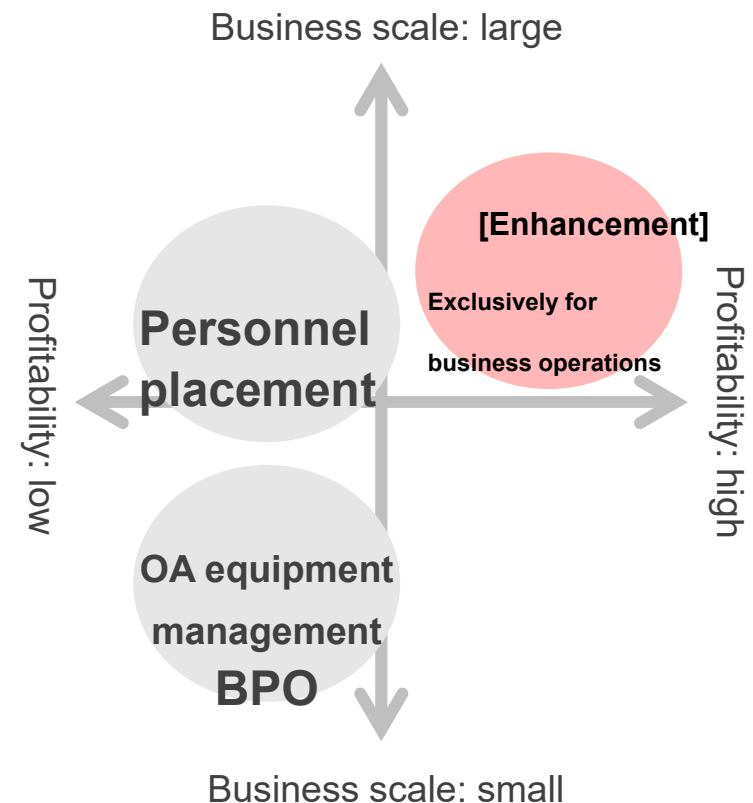 Business scale: large
[Enhancement]
Exclusively for
business operations
Personnel
placement
Profitability: low
Profitability: high
OA equipment
management
BPO
Business scale: small